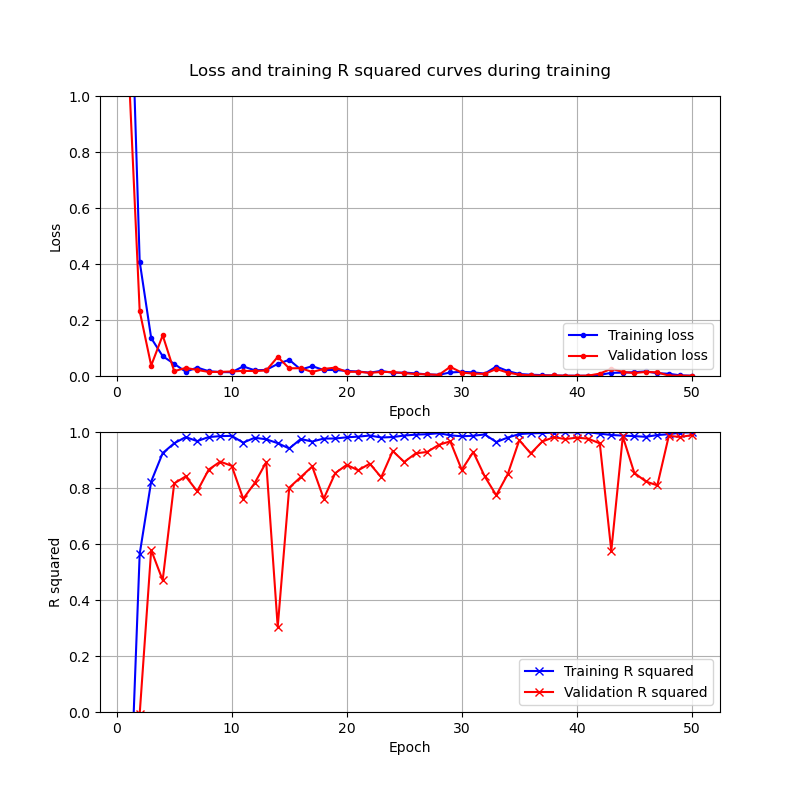 Loss and training R squared curves during training
1.0
0.8
0.6
0.4
0.2
0.0
Loss
Training loss
Validation loss
0 10 20 30 40 50
Epoch
1.0
0.8
0.6
0.4
0.2
0.0
R squared
Training R squared
Validation R squared
0 10 20 30 40 50
Epoch